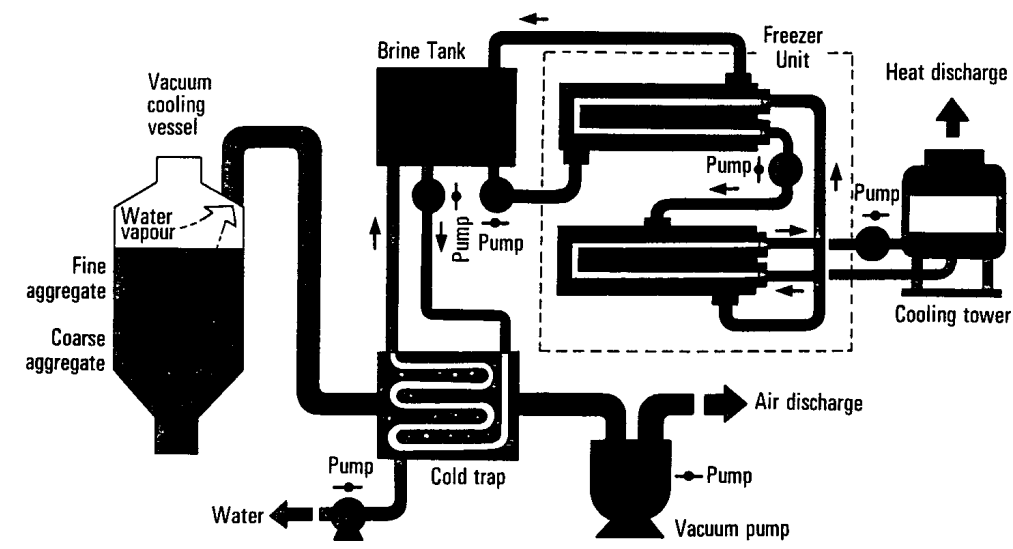 Brine Tank
Freezer
Unit
Heat discharge
Vacuum
cooling
vessel
Pump
Pump
Pump
Pump
Water
vapour
Fine
aggregate
Cooling tower
Coarse
aggregate
Air discharge
Pump
Cold trap
Pump
Water
Vacuum pump